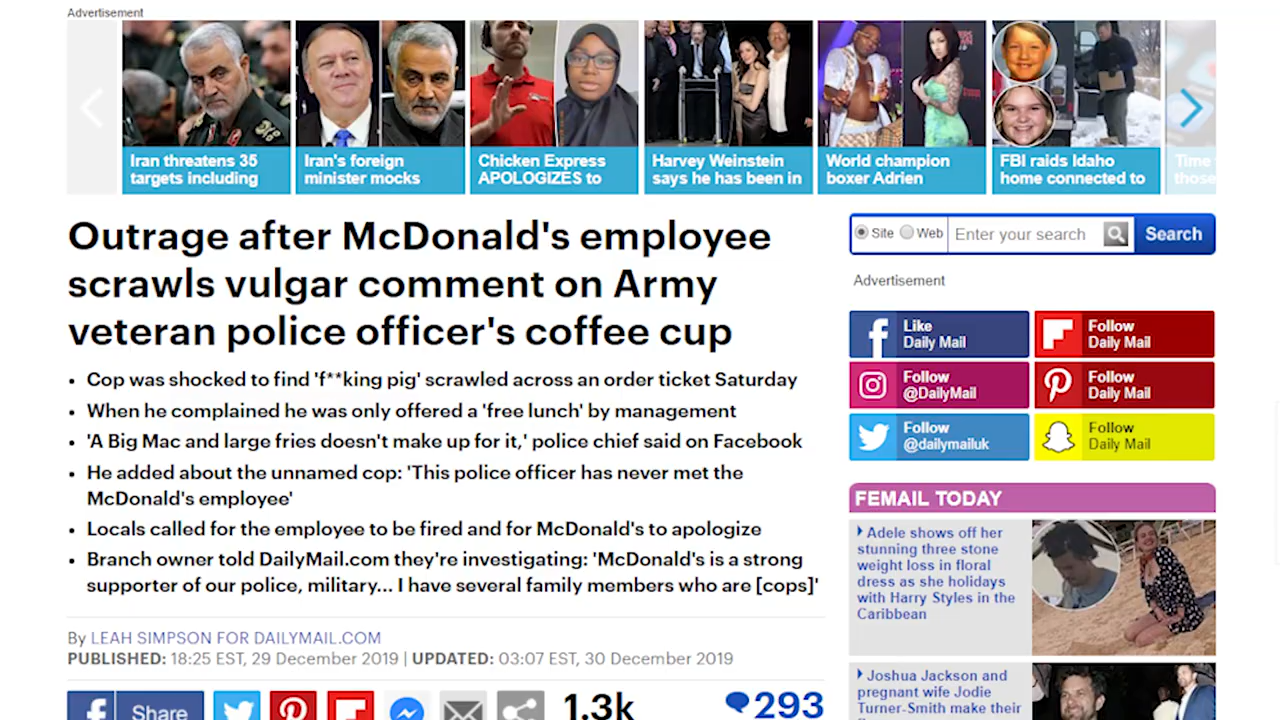 Advertisement
Iran threatens 35
targets including
Iran's foreign
minister mocks
Chicken Express
APOLOGIZES to
Harvey Weinstein
says he has been in
World champion
boxer Adrien
FBI raids Idaho
home connected to
Time
those
Outrage after McDonald's employee
scrawls vulgar comment on Army
veteran police officer's coffee cup
• Cop was shocked to find 'f**king pig' scrawled across an order ticket Saturday
• When he complained he was only offered a 'free lunch' by management
• 'A Big Mac and large fries doesn't make up for it,' police chief said on Facebook
• He added about the unnamed cop: 'This police officer has never met the
McDonald's employee'
• Locals called for the employee to be fired and for McDonald's to apologize
• Branch owner told DailyMail.com they're investigating: 'McDonald's is a strong
supporter of our police, military... I have several family members who are [cops]'
By LEAH SIMPSON FOR DAILYMAIL.COM
PUBLISHED: 18:25 EST, 29 December 2019 | UPDATED: 03:07 EST, 30 December 2019
Share
1.3k
293
Site Web Enter your search Search
Advertisement
Like
Daily Mail
Follow
Daily Mail
Follow
@DailyMail
Follow
Daily Mail
Follow
@dailymailuk
Follow
Daily Mail
FEMAIL TODAY
Adele shows off her
stunning three stone
weight loss in floral
dress as she holidays
with Harry Styles in the
Caribbean
Joshua Jackson and
pregnant wife Jodie
Turner-Smith make their